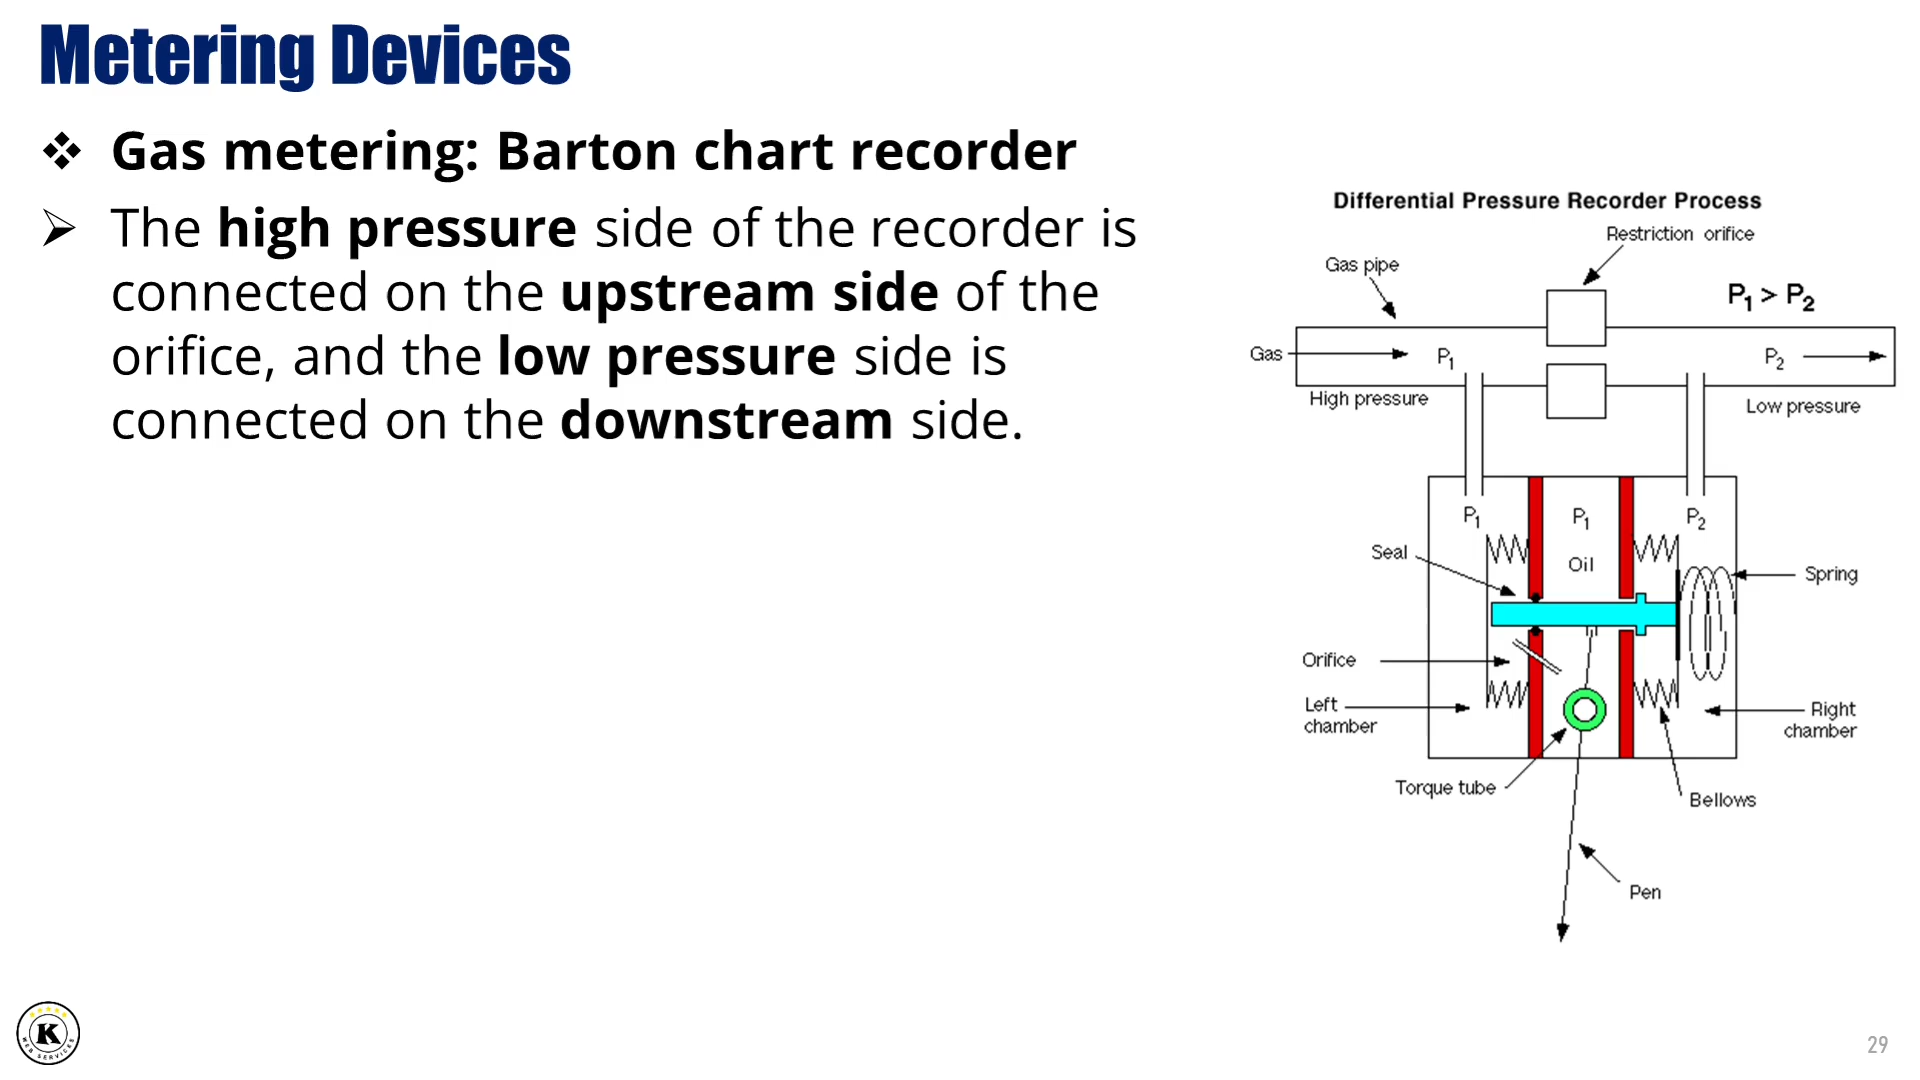 Metering Devices
❖ Gas metering: Barton chart recorder
➢ The high pressure side of the recorder is
connected on the upstream side of the
orifice, and the low pressure side is
connected on the downstream side.
Differential Pressure Recorder Process
Restriction orifice
Gas pipe
P1 > P2
Gas
P1
P2
High pressure
Low pressure
P1
P1
P2
Seal
Oil
Spring
Orifice
Left
chamber
Right
chamber
Torque tube
Bellows
Pen
K
WEB SERVICES
29